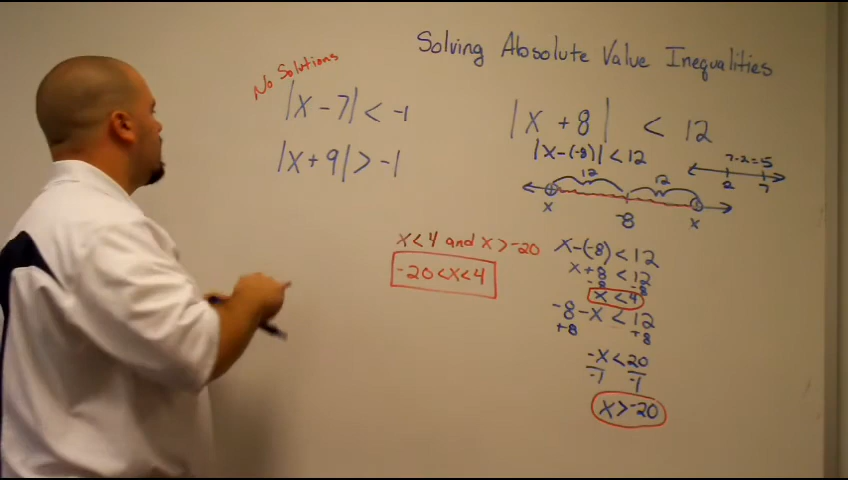 Solving Absolute Value Inequalities
No Solutions
|x - 7| < -1
|x + 9| > -1
|x + 8| < 12
|x-(-8)| < 12
7-2=5
2 7
12 12
x -8 x
x<4 and x>-20
-20<x<4
x-(-8) < 12
x+8 < 12
-8 -8
x < 4
-8-x < 12
+8 +8
-x < 20
-1 -1
x > -20